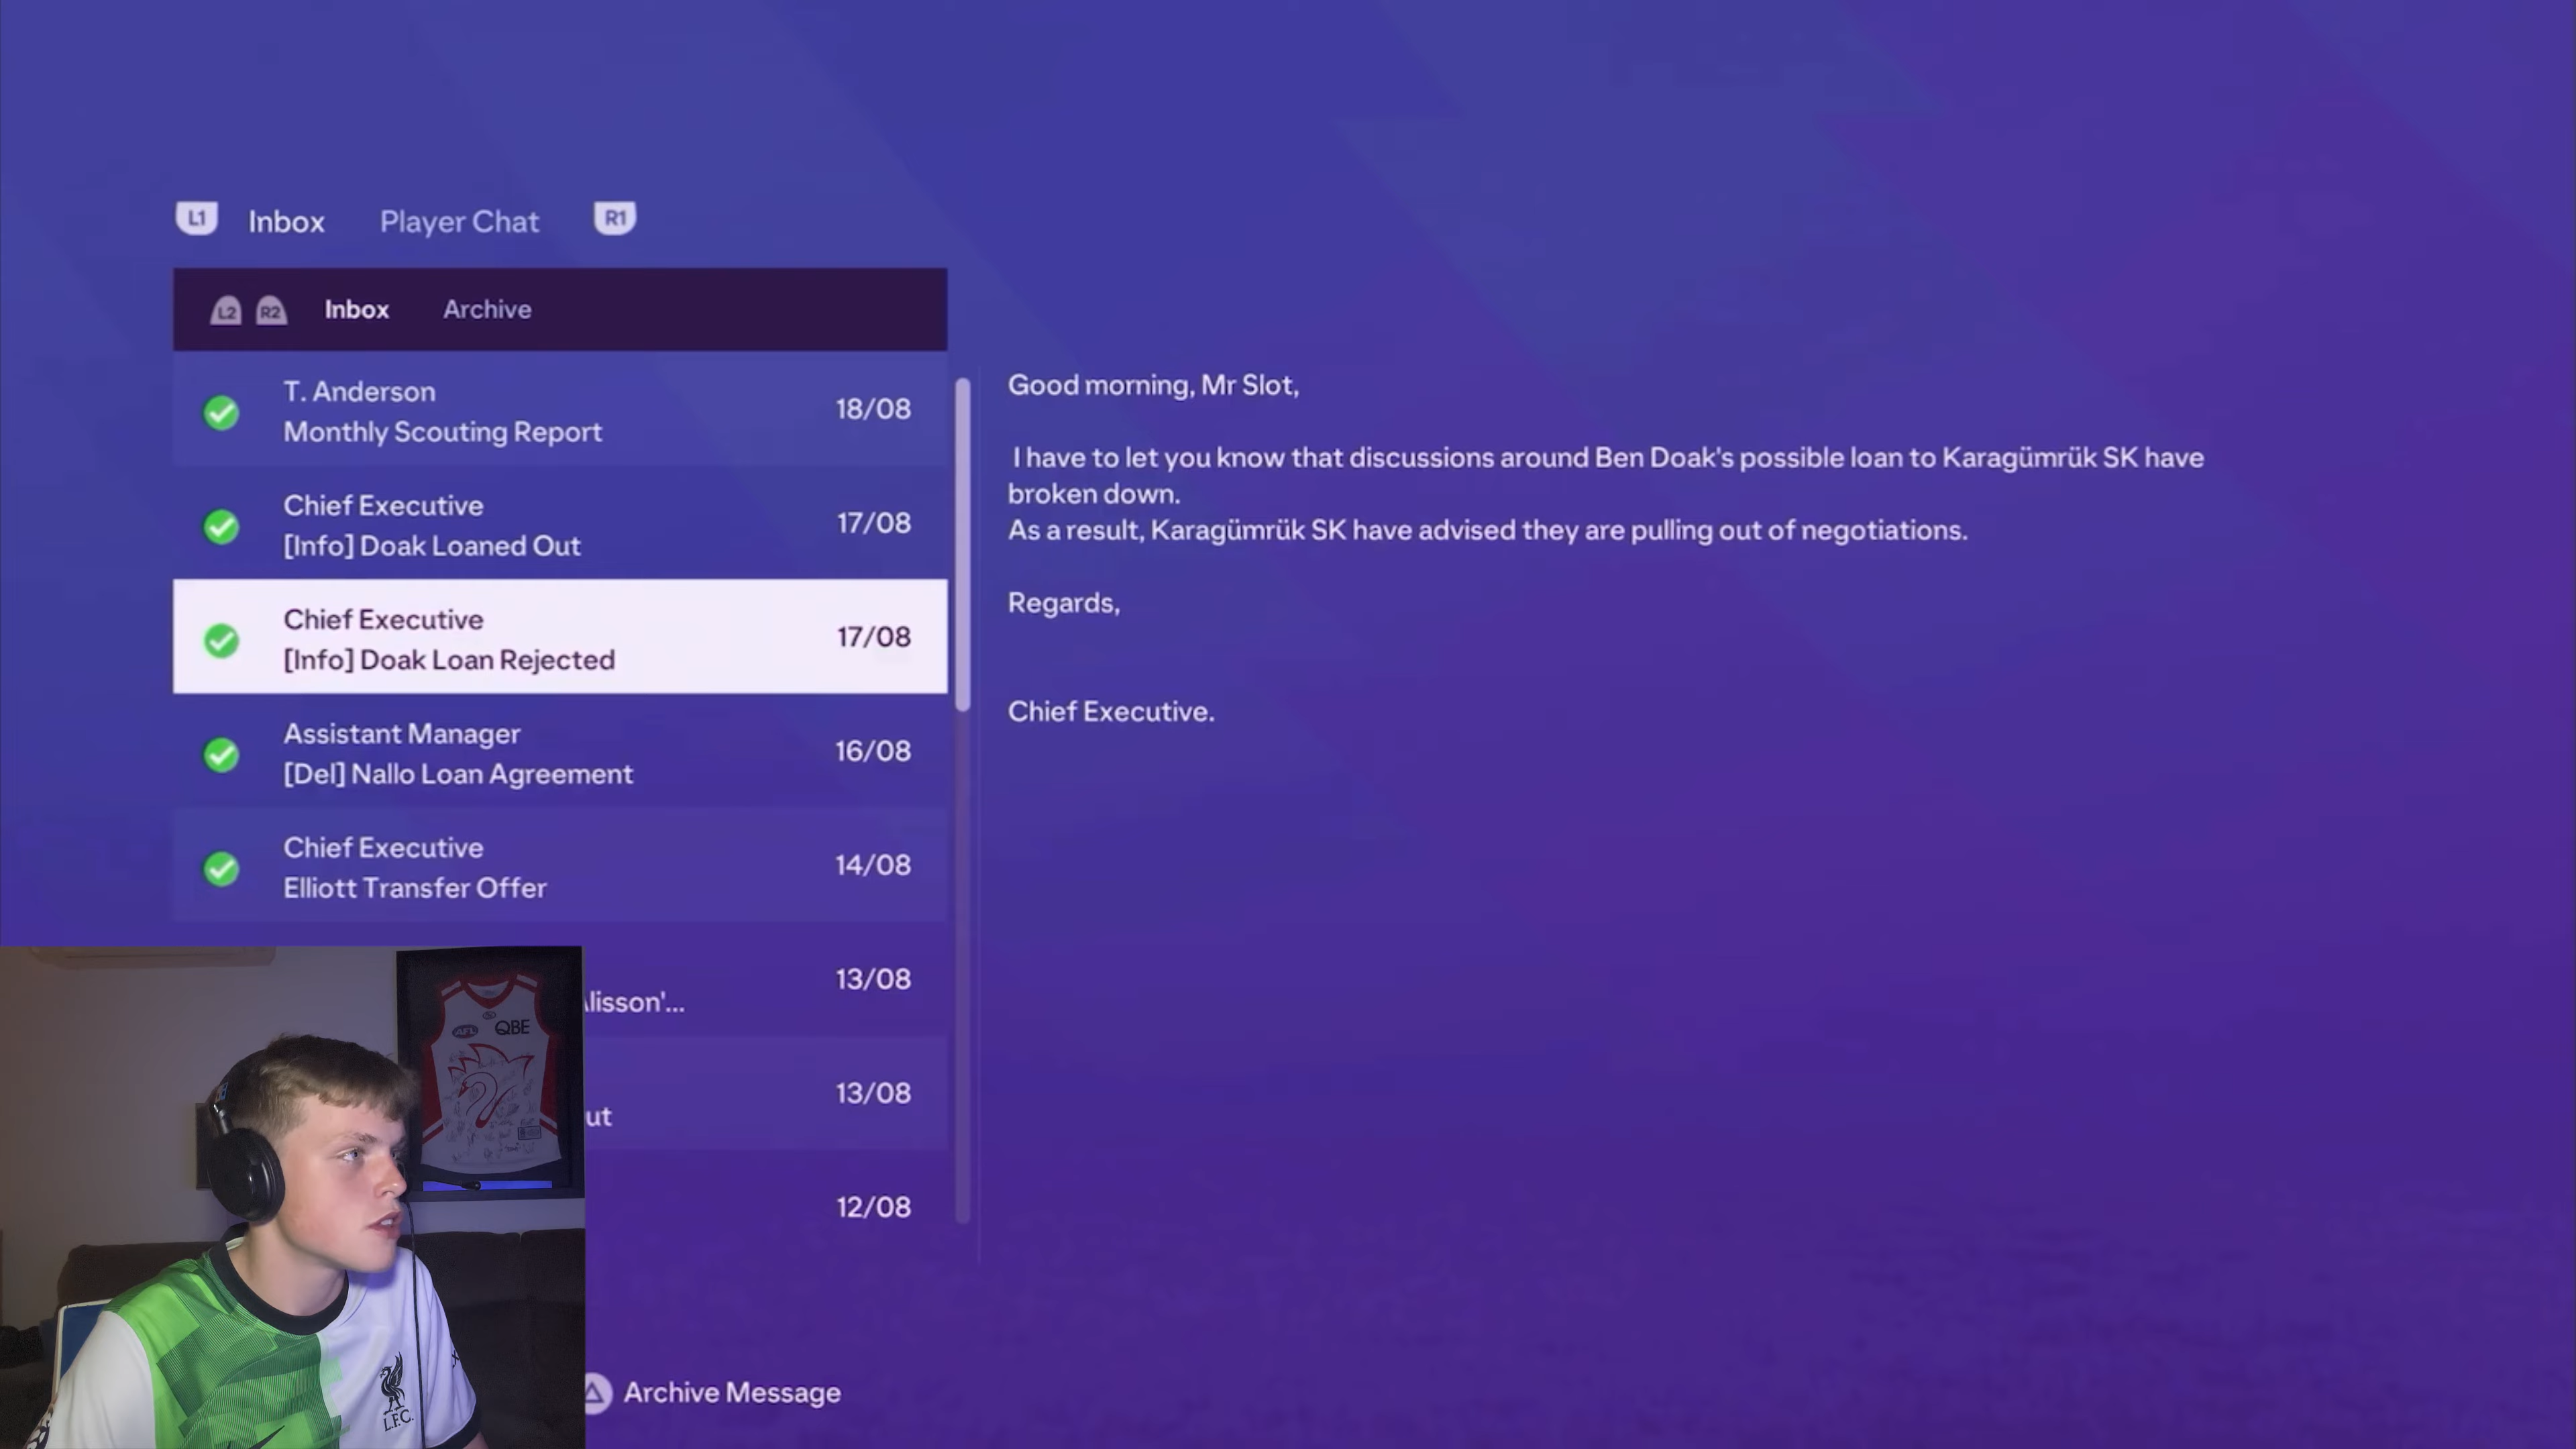 L1 Inbox Player Chat R1
L2 R2 Inbox Archive
T. Anderson
Monthly Scouting Report
18/08
Chief Executive
[Info] Doak Loaned Out
17/08
Chief Executive
[Info] Doak Loan Rejected
17/08
Assistant Manager
[Del] Nallo Loan Agreement
16/08
Chief Executive
Elliott Transfer Offer
14/08
lisson'...
13/08
ut
13/08
12/08
Good morning, Mr Slot,
I have to let you know that discussions around Ben Doak's possible loan to Karagümrük SK have
broken down.
As a result, Karagümrük SK have advised they are pulling out of negotiations.
Regards,
Chief Executive.
Archive Message
AFL QBE
L.F.C.